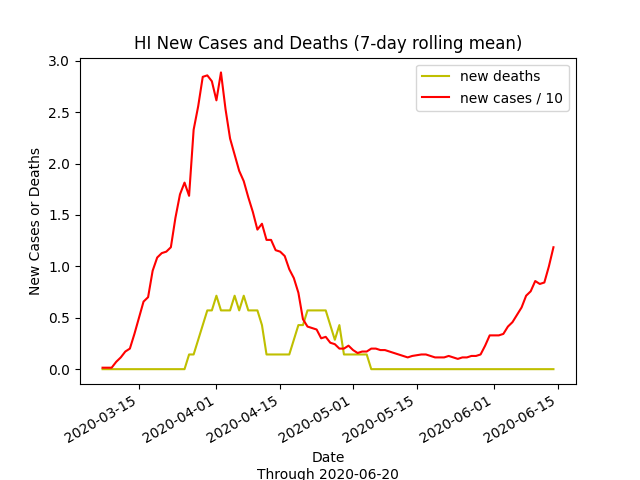 HI New Cases and Deaths (7-day rolling mean)
new deaths
new cases / 10
3.0
2.5
2.0
1.5
1.0
0.5
0.0
New Cases or Deaths
2020-03-15
2020-04-01
2020-04-15
2020-05-01
2020-05-15
2020-06-01
2020-06-15
Date
Through 2020-06-20